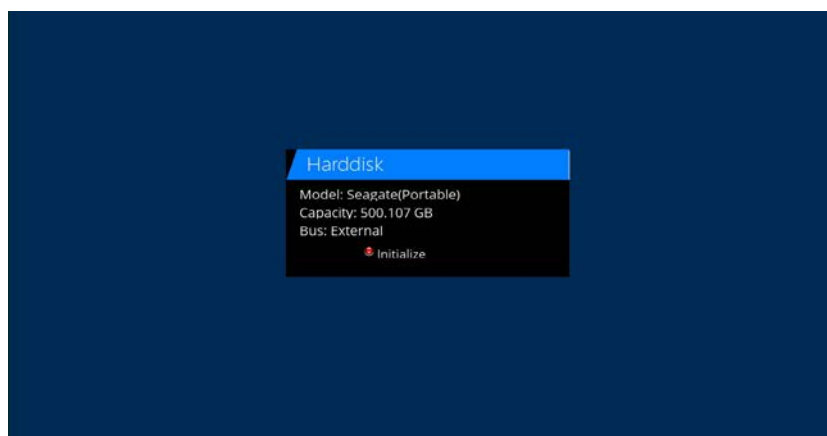 Harddisk
Model: Seagate(Portable)
Capacity: 500.107 GB
Bus: External
Initialize